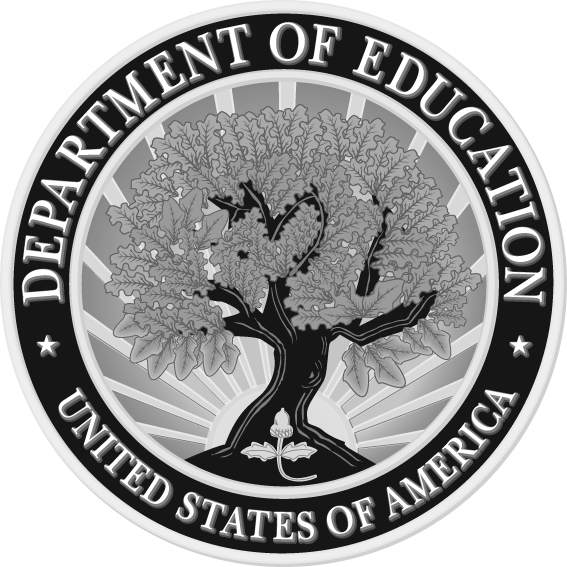 DEPARTMENT OF EDUCATION
UNITED STATES OF AMERICA